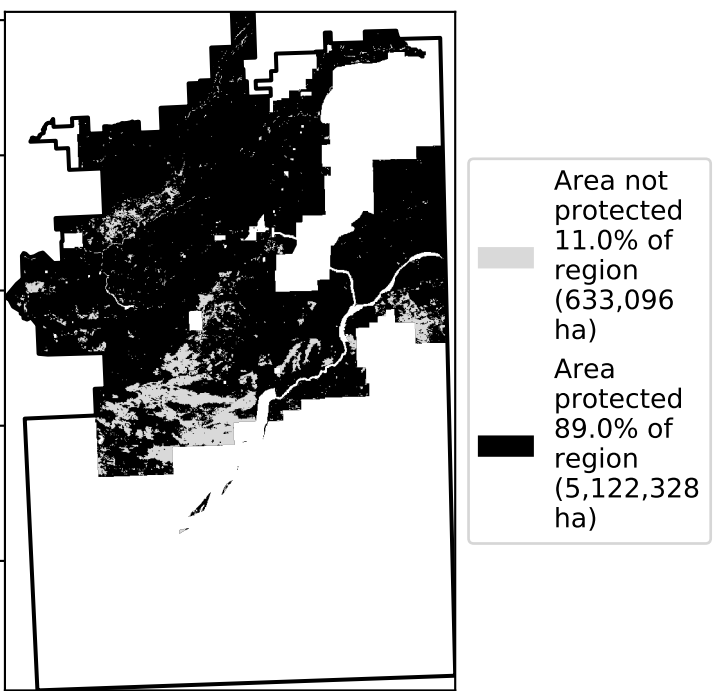 Area not
protected
11.0% of
region
(633,096
ha)
Area
protected
89.0% of
region
(5,122,328
ha)